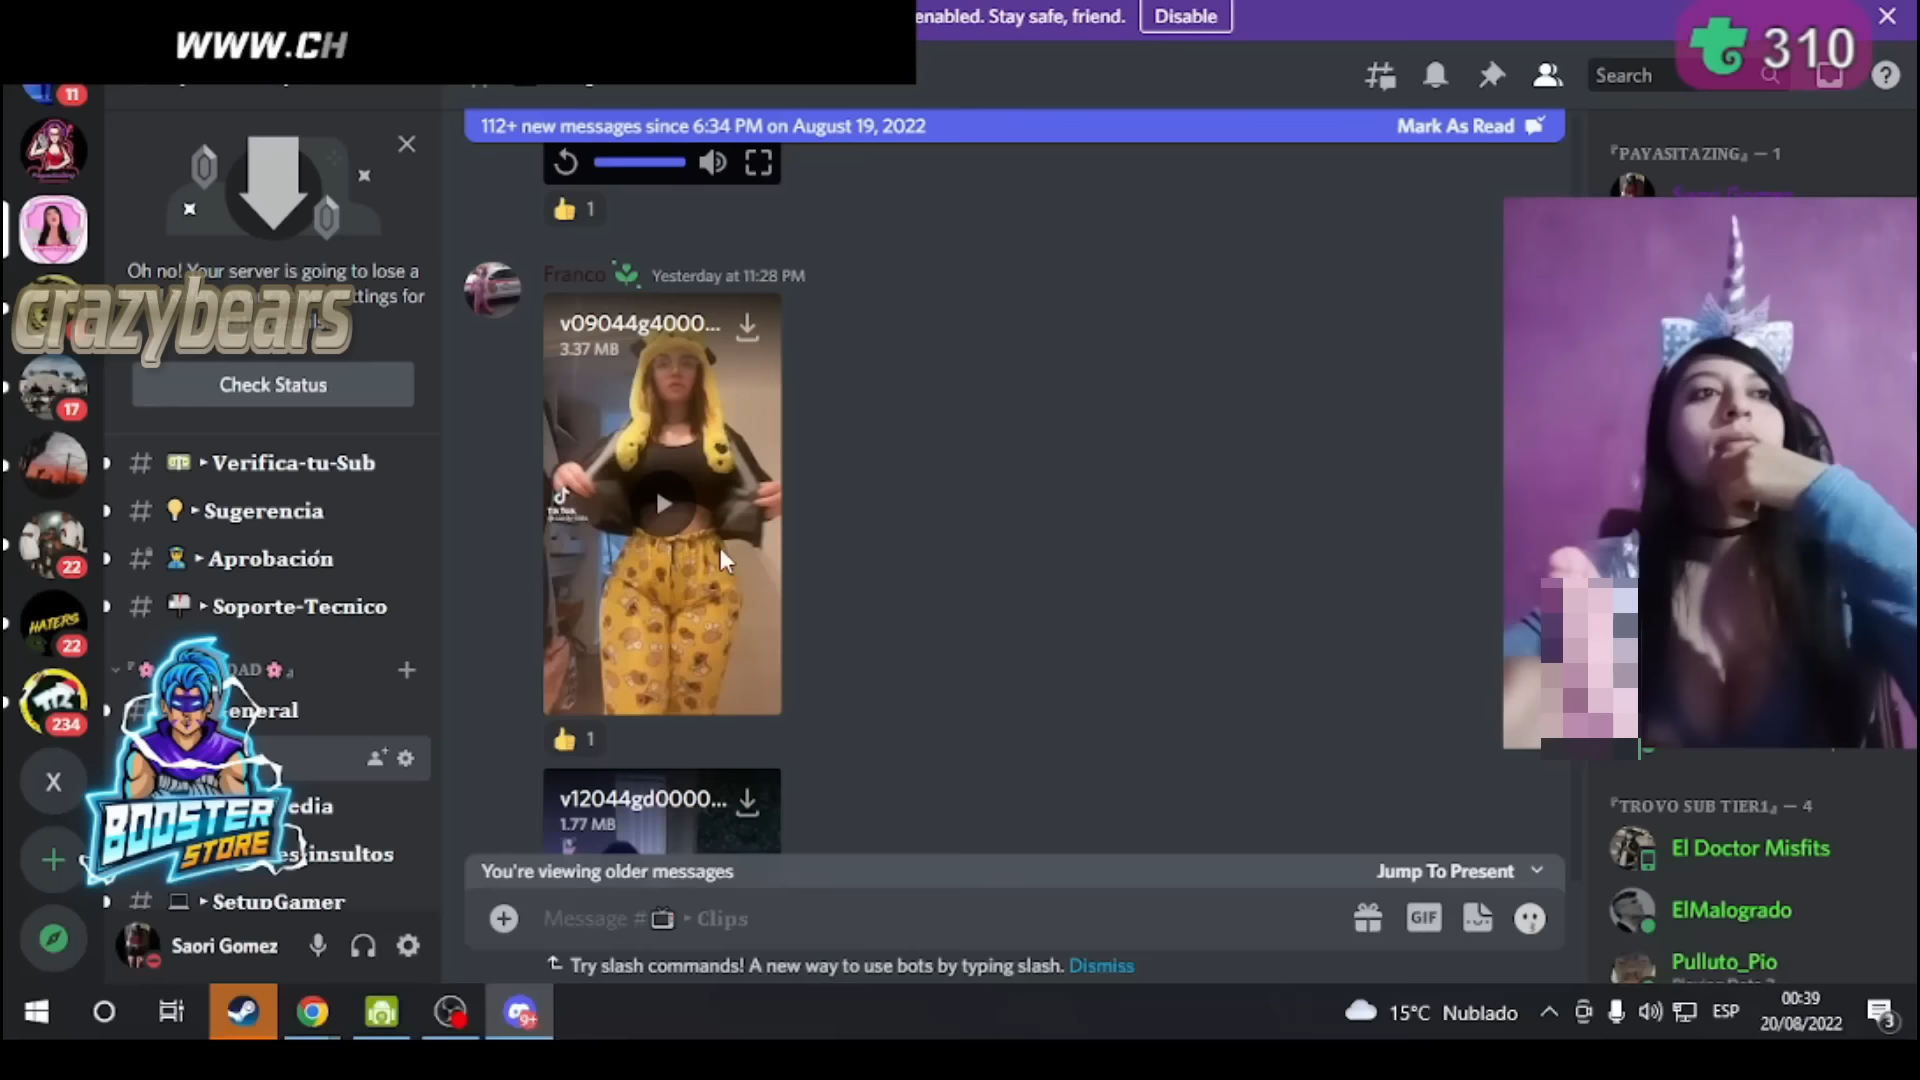 WWW.CH
enabled. Stay safe, friend.
Disable
310
Search
11
112+ new messages since 6:34 PM on August 19, 2022
Mark As Read
『PAYASITAZING』 — 1
1
Oh no! Your server is going to lose a
ttings for
crazybears
Check Status
Franco
Yesterday at 11:28 PM
v09044g4000...
3.37 MB
TikTok
17
Verifica-tu-Sub
Sugerencia
Aprobación
22
Soporte-Tecnico
HATERS
22
OAD
eneral
234
1
X
edia
BOOSTER
STORE
es-insultos
SetupGamer
v12044gd0000...
1.77 MB
You're viewing older messages
Jump To Present
Message # Clips
GIF
Try slash commands! A new way to use bots by typing slash. Dismiss
『TROVO SUB TIER1』 — 4
El Doctor Misfits
ElMalogrado
Pulluto_Pio
Saori Gomez
9+
15°C Nublado
ESP
00:39
20/08/2022
3